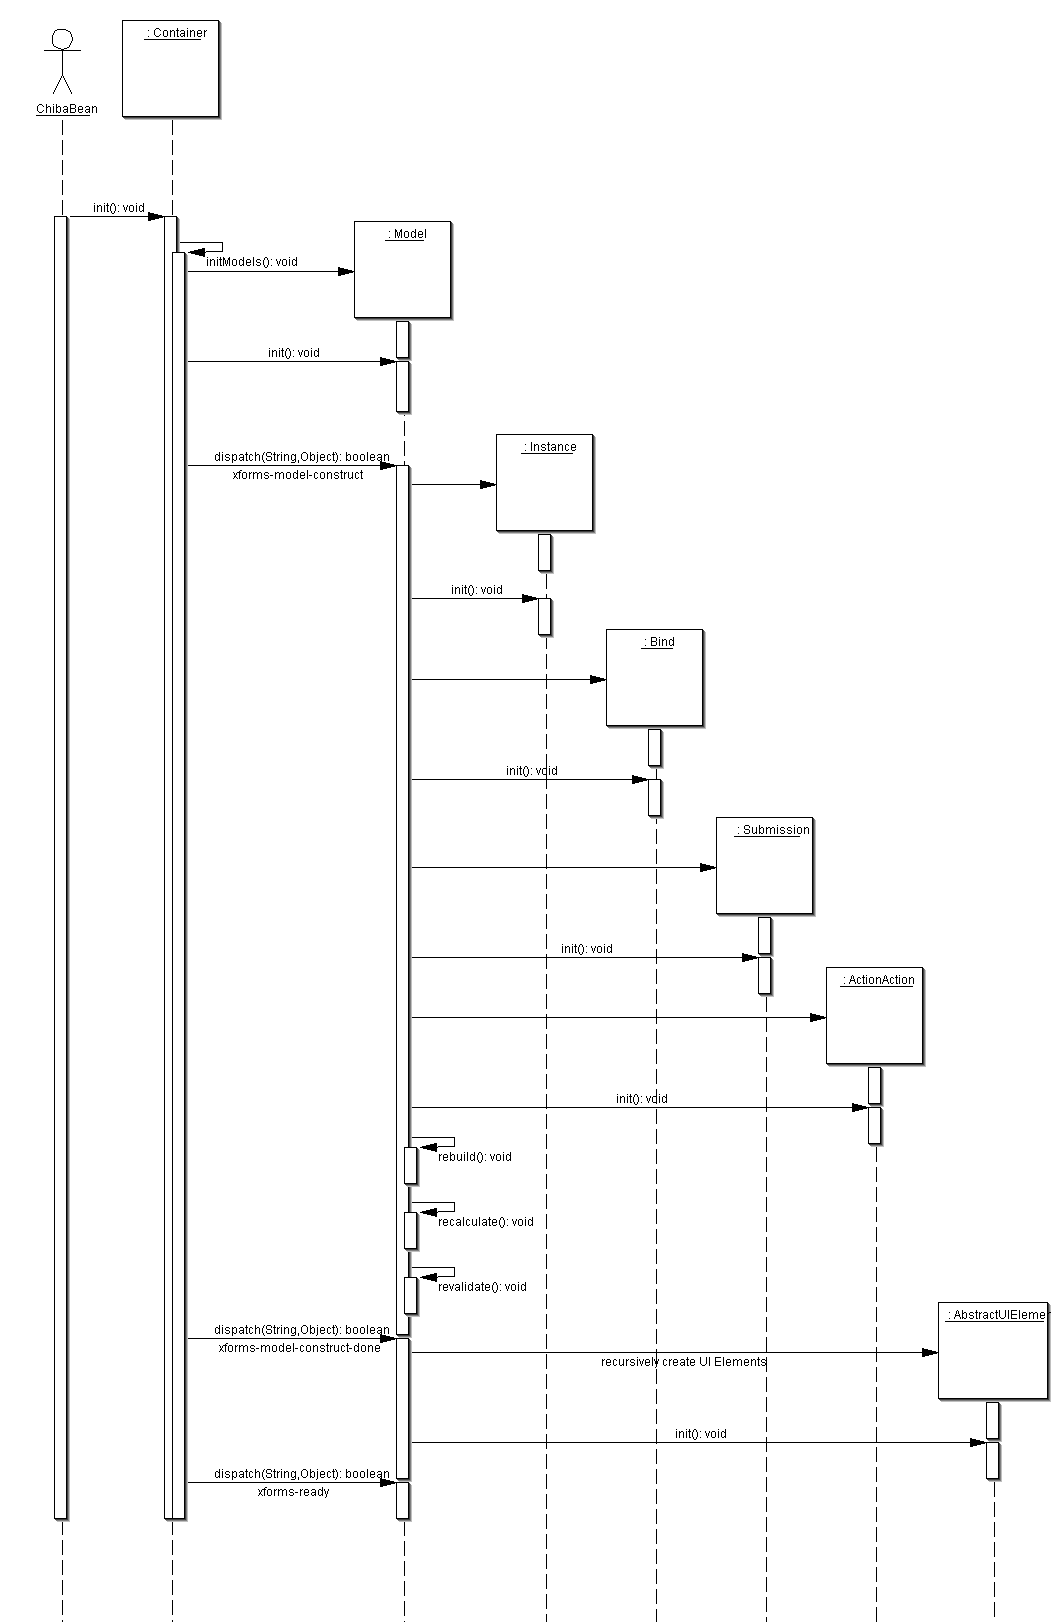 : Container
ChibaBean
init(): void
: Model
initModels(): void
init(): void
: Instance
dispatch(String,Object): boolean
xforms-model-construct
init(): void
: Bind
init(): void
: Submission
init(): void
: ActionAction
init(): void
rebuild(): void
recalculate(): void
revalidate(): void
: AbstractUIElemer
dispatch(String,Object): boolean
xforms-model-construct-done
recursively create UI Elements
init(): void
dispatch(String,Object): boolean
xforms-ready